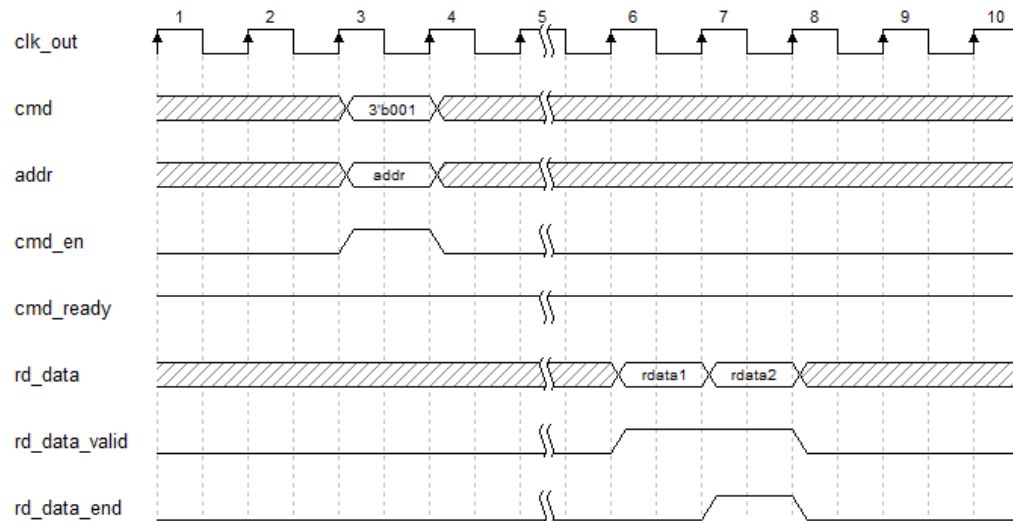 1 2 3 4 5 6 7 8 9 10
clk_out
cmd 3'b001
addr addr
cmd_en
cmd_ready
rd_data rdata1 rdata2
rd_data_valid
rd_data_end